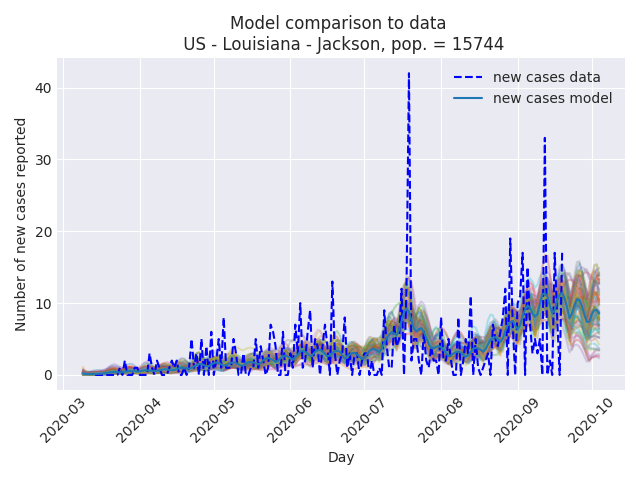 Model comparison to data
US - Louisiana - Jackson, pop. = 15744
new cases data
new cases model
Number of new cases reported
40
30
20
10
0
2020-03
2020-04
2020-05
2020-06
2020-07
2020-08
2020-09
2020-10
Day